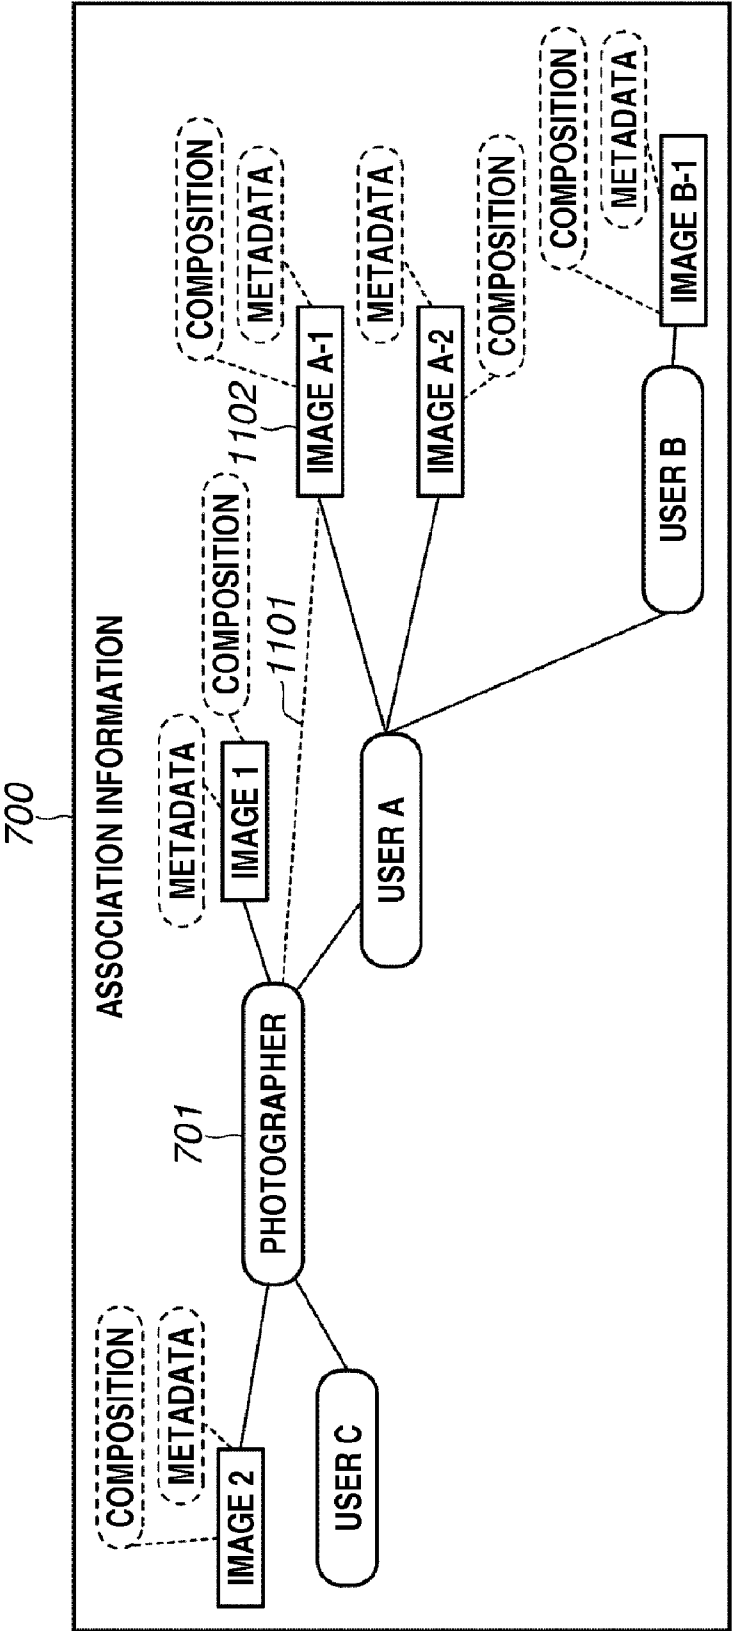 700
ASSOCIATION INFORMATION
COMPOSITION
METADATA
IMAGE 2
USER C
701
PHOTOGRAPHER
METADATA
IMAGE 1
COMPOSITION
1101
USER A
1102
COMPOSITION
METADATA
IMAGE A-1
METADATA
IMAGE A-2
COMPOSITION
USER B
COMPOSITION
METADATA
IMAGE B-1